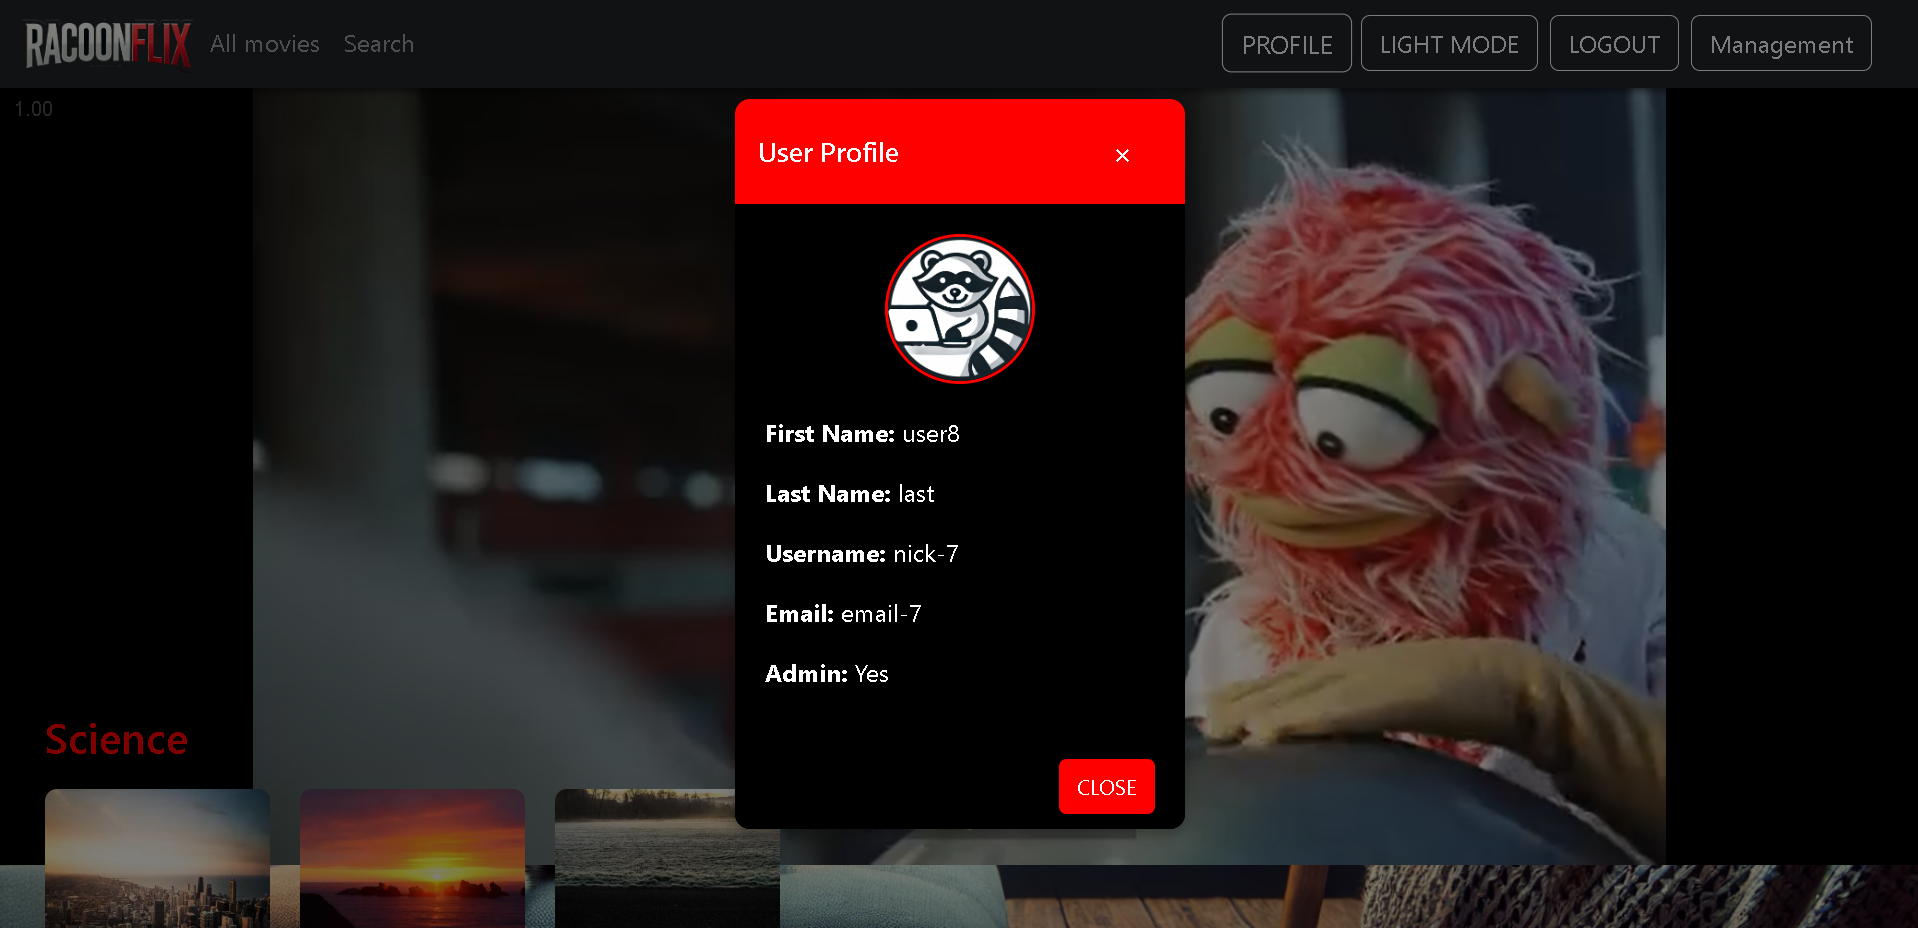 RACOONFLIX
All movies
Search
PROFILE
LIGHT MODE
LOGOUT
Management
1.00
User Profile
×
First Name: user8
Last Name: last
Username: nick-7
Email: email-7
Admin: Yes
CLOSE
Science